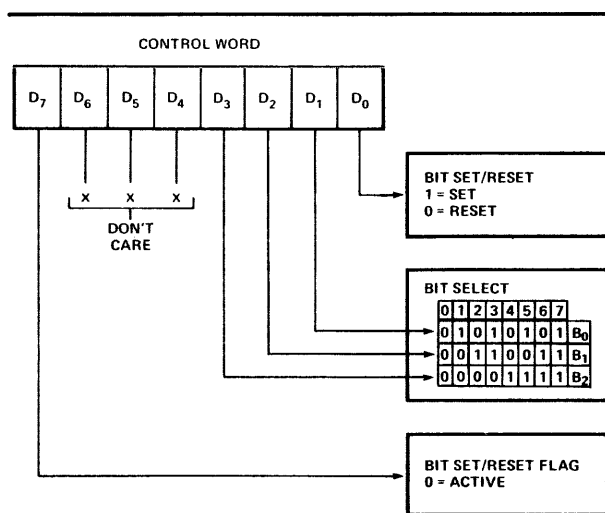 CONTROL WORD
D7 D6 D5 D4 D3 D2 D1 D0
X X X
DON'T
CARE
BIT SET/RESET
1 = SET
0 = RESET
BIT SELECT
0 1 2 3 4 5 6 7
0 1 0 1 0 1 0 1 B0
0 0 1 1 0 0 1 1 B1
0 0 0 0 1 1 1 1 B2
BIT SET/RESET FLAG
0 = ACTIVE